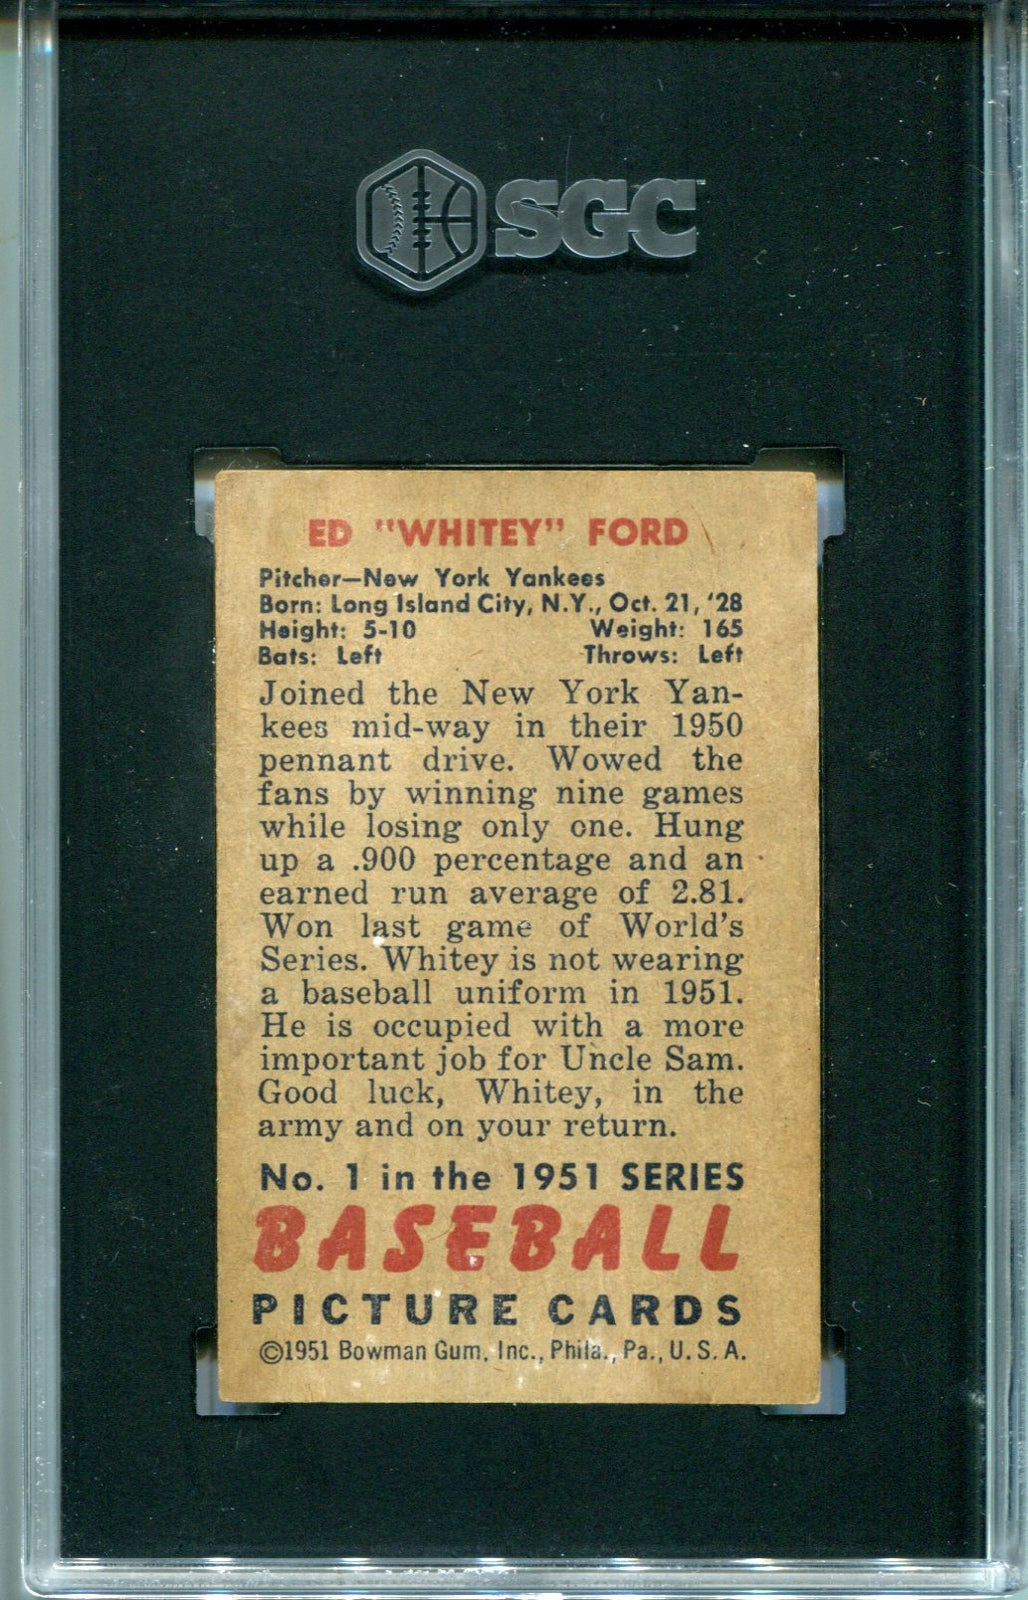 SGC
ED "WHITEY" FORD
Pitcher—New York Yankees
Born: Long Island City, N.Y., Oct. 21, '28
Height: 5-10 Weight: 165
Bats: Left Throws: Left
Joined the New York Yan-
kees mid-way in their 1950
pennant drive. Wowed the
fans by winning nine games
while losing only one. Hung
up a .900 percentage and an
earned run average of 2.81.
Won last game of World's
Series. Whitey is not wearing
a baseball uniform in 1951.
He is occupied with a more
important job for Uncle Sam.
Good luck, Whitey, in the
army and on your return.
No. 1 in the 1951 SERIES
BASEBALL
PICTURE CARDS
©1951 Bowman Gum, Inc., Phila., Pa., U. S. A.